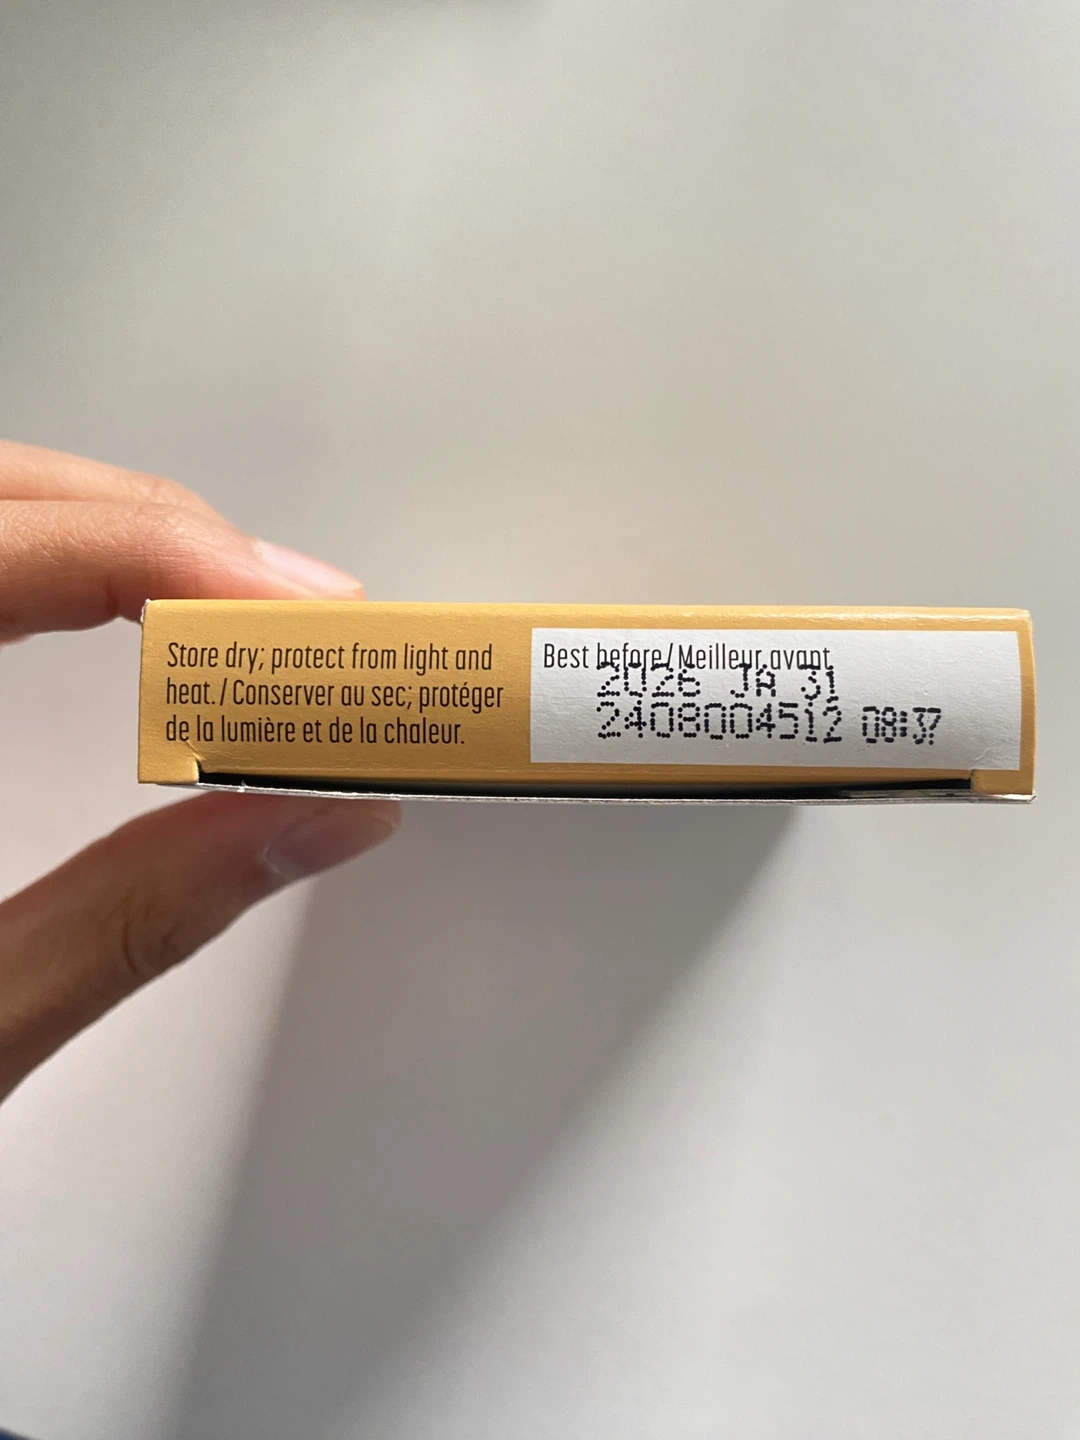 Store dry; protect from light and
heat. / Conserver au sec; protéger
de la lumière et de la chaleur.
Best before / Meilleur avant
2026 JA 31
2408004512 08:37